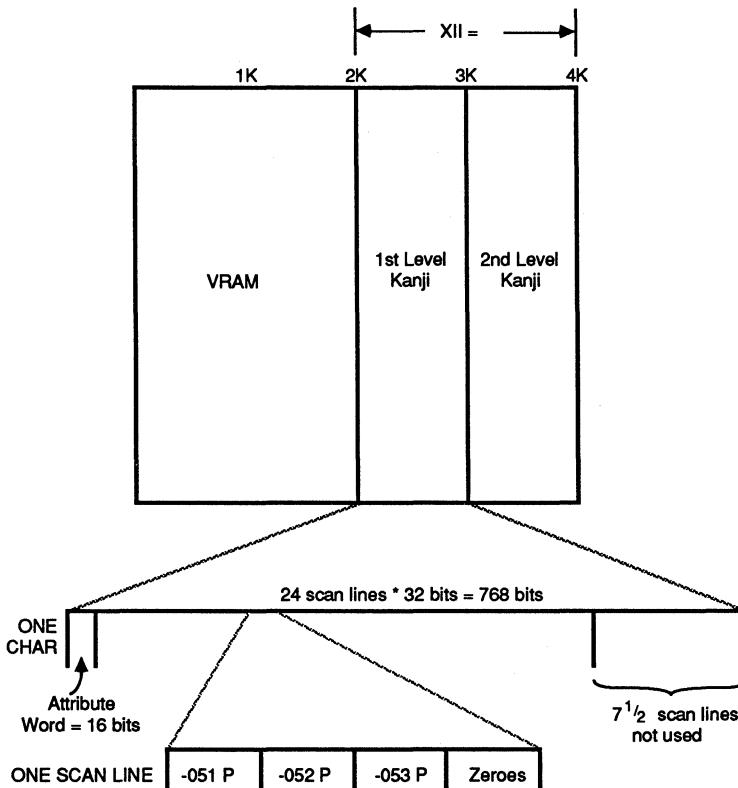 XII =
1K 2K 3K 4K
VRAM
1st Level
Kanji
2nd Level
Kanji
24 scan lines * 32 bits = 768 bits
ONE
CHAR
Attribute
Word = 16 bits
7 1/2 scan lines
not used
ONE SCAN LINE -051 P -052 P -053 P Zeroes